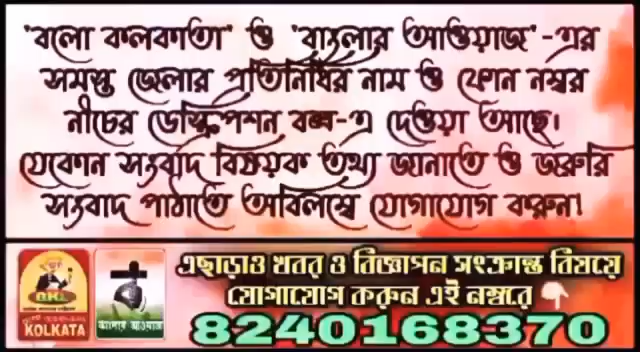 'বলো কলকাতা' ও 'বাংলার আওয়াজ'-এর
সমস্ত জেলার প্রতিনিধির নাম ও ফোন নম্বর
নীচের ডেস্ক্রিপশন বক্স-এ দেওয়া আছে।
যেকোন সংবাদ বিষয়ক তথ্য জানাতে ও জরুরি
সংবাদ পাঠাতে অবিলম্বে যোগাযোগ করুন!
এছাড়াও খবর ও বিজ্ঞাপন সংক্রান্ত বিষয়ে
যোগাযোগ করুন এই নম্বরে
8240168370
KOLKATA
বাংলার আওয়াজ